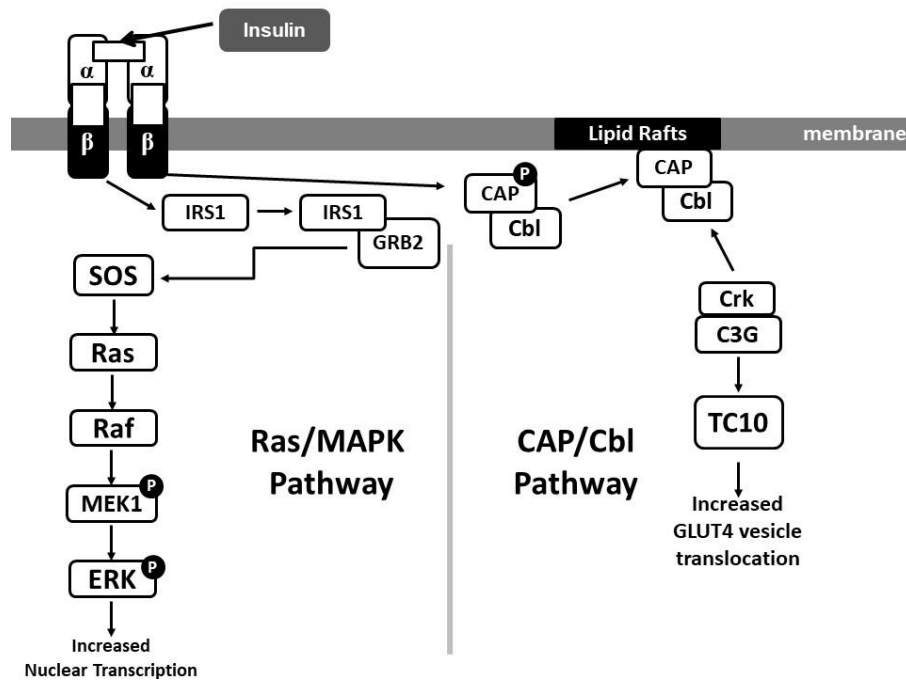 Insulin
α
α
β
β
Lipid Rafts
membrane
CAP
P
Cbl
CAP
Cbl
IRS1
IRS1
GRB2
SOS
Ras
Raf
MEK1
P
ERK
P
Increased
Nuclear Transcription
Ras/MAPK
Pathway
CAP/Cbl
Pathway
Crk
C3G
TC10
Increased
GLUT4 vesicle
translocation